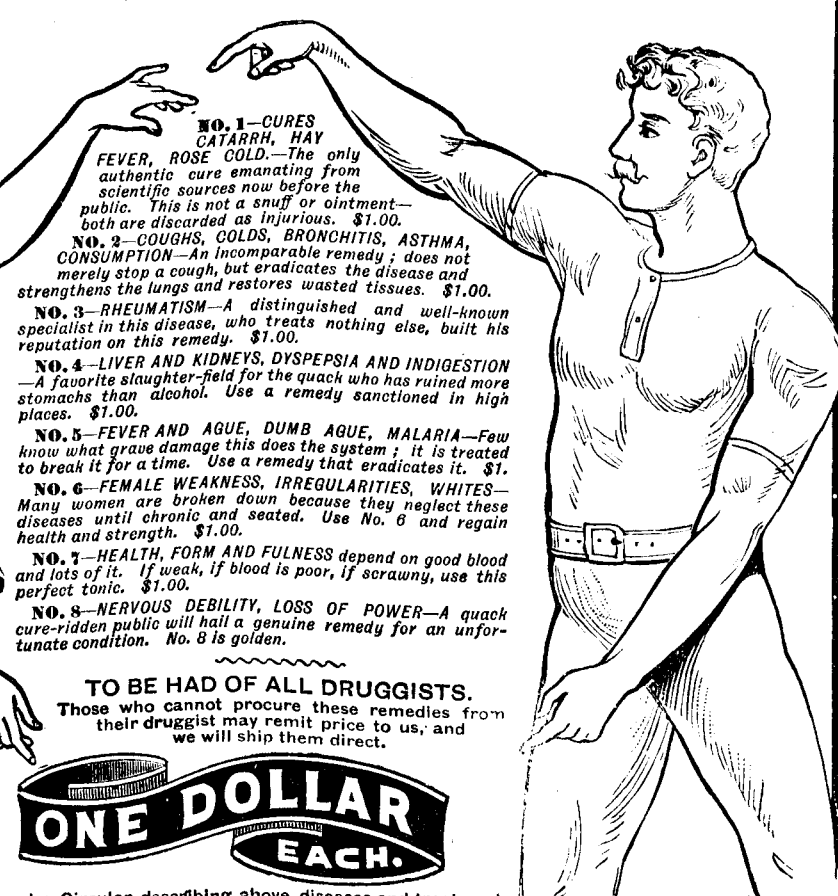 NO. 1—CURES
CATARRH, HAY
FEVER, ROSE COLD.—The only
authentic cure emanating from
scientific sources now before the
public. This is not a snuff or ointment—
both are discarded as injurious. $1.00.
NO. 2—COUGHS, COLDS, BRONCHITIS, ASTHMA,
CONSUMPTION—An incomparable remedy ; does not
merely stop a cough, but eradicates the disease and
strengthens the lungs and restores wasted tissues. $1.00.
NO. 3—RHEUMATISM—A distinguished and well-known
specialist in this disease, who treats nothing else, built his
reputation on this remedy. $1.00.
NO. 4—LIVER AND KIDNEYS, DYSPEPSIA AND INDIGESTION
—A favorite slaughter-field for the quack who has ruined more
stomachs than alcohol. Use a remedy sanctioned in high
places. $1.00.
NO. 5—FEVER AND AGUE, DUMB AGUE, MALARIA—Few
know what grave damage this does the system ; it is treated
to break it for a time. Use a remedy that eradicates it. $1.
NO. 6—FEMALE WEAKNESS, IRREGULARITIES, WHITES—
Many women are broken down because they neglect these
diseases until chronic and seated. Use No. 6 and regain
health and strength. $1.00.
NO. 7—HEALTH, FORM AND FULNESS depend on good blood
and lots of it. If weak, if blood is poor, if scrawny, use this
perfect tonic. $1.00.
NO. 8—NERVOUS DEBILITY, LOSS OF POWER—A quack
cure-ridden public will hail a genuine remedy for an unfor-
tunate condition. No. 8 is golden.
TO BE HAD OF ALL DRUGGISTS.
Those who cannot procure these remedies from
their druggist may remit price to us, and
we will ship them direct.
ONE DOLLAR
EACH.
describing above diseases and